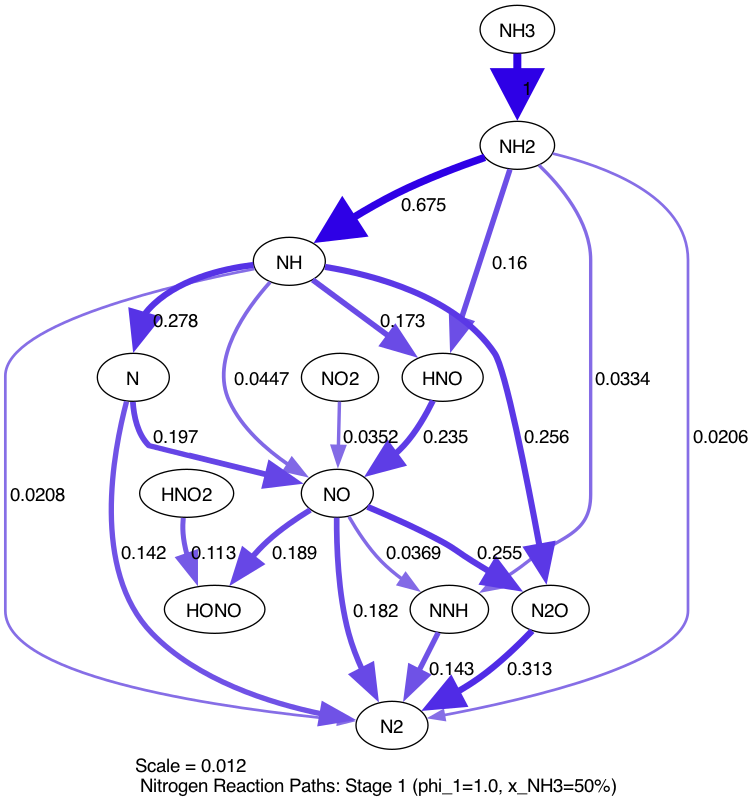 NH3
1
NH2
0.675
NH
0.16
0.278
0.173
N
0.0447
NO2
HNO
0.0334
0.197
0.0352
0.235
0.256
0.0206
HNO2
NO
0.0208
0.142
0.113
0.189
0.0369
0.255
HONO
0.182
NNH
N2O
0.143
0.313
N2
Scale = 0.012
Nitrogen Reaction Paths: Stage 1 (phi_1=1.0, x_NH3=50%)